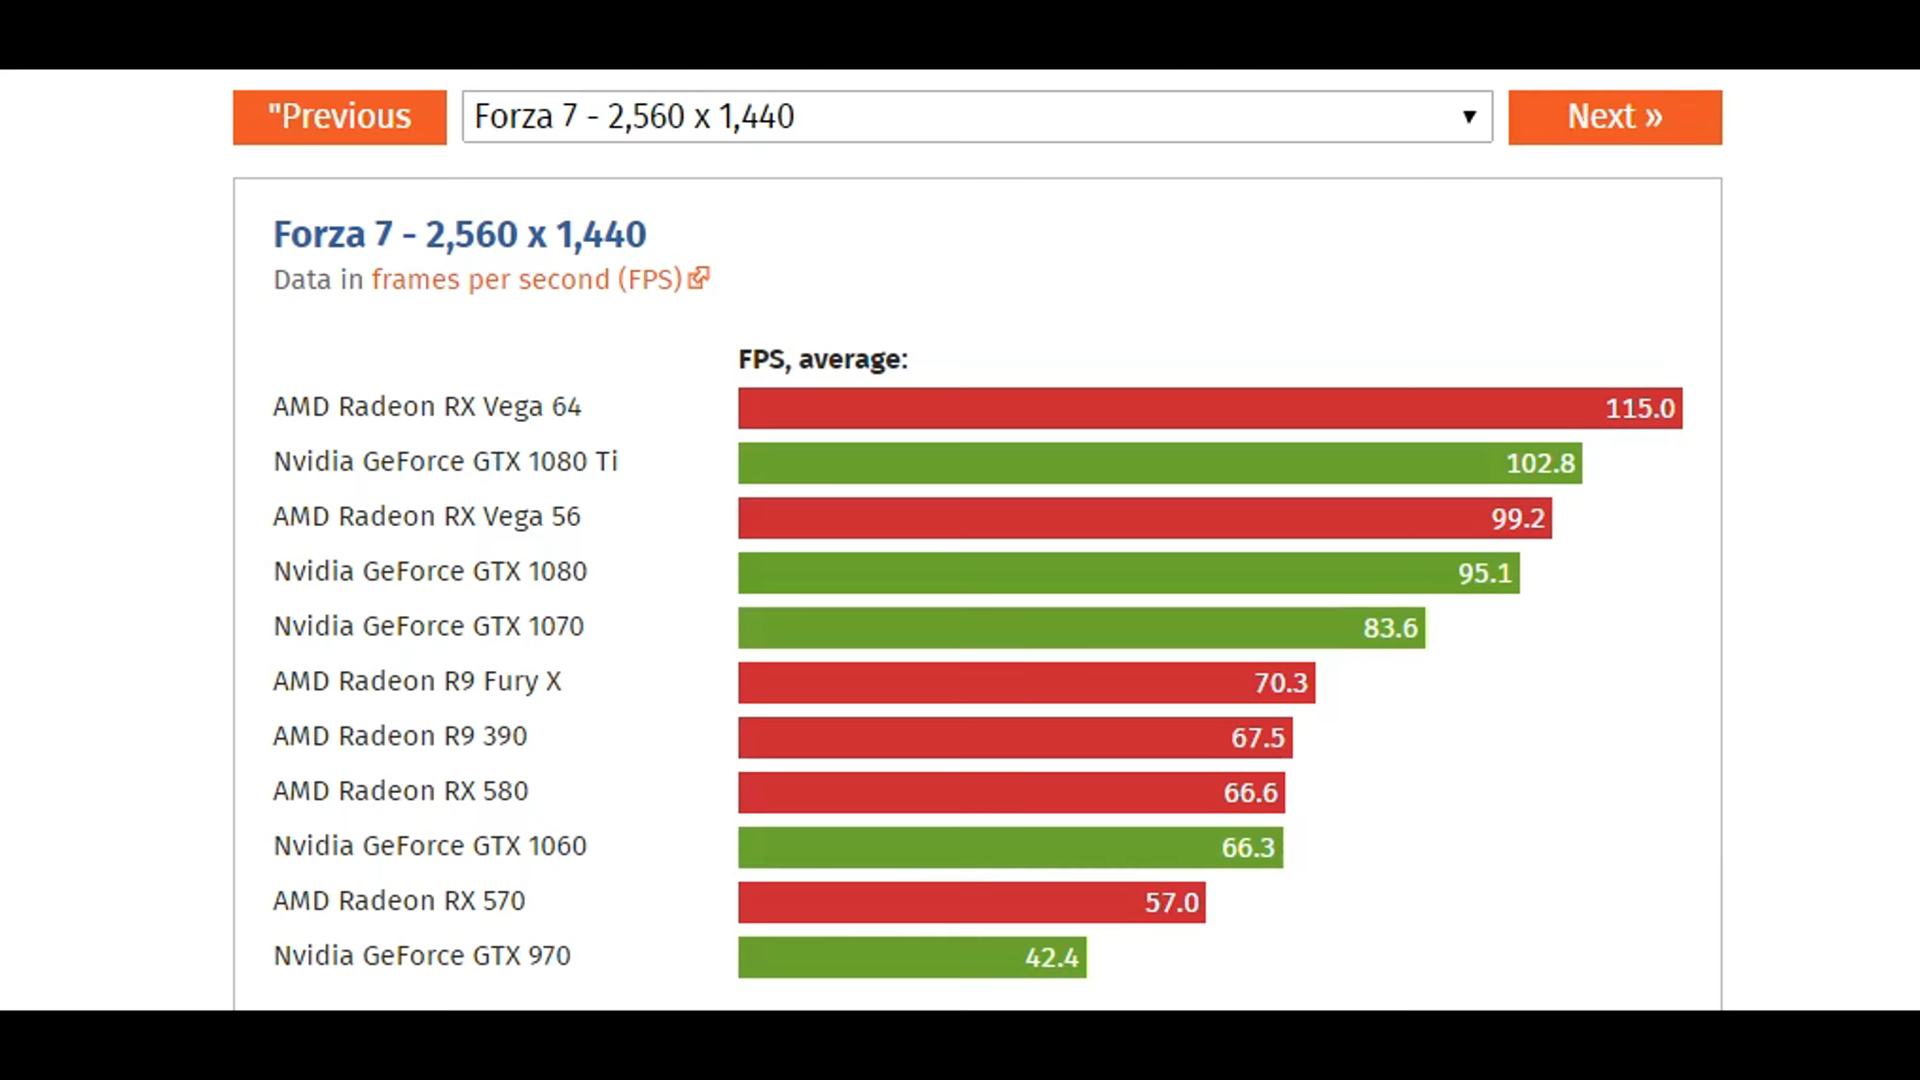 "Previous
Forza 7 - 2,560 x 1,440
Next »
Forza 7 - 2,560 x 1,440
Data in frames per second (FPS)
FPS, average:
AMD Radeon RX Vega 64 115.0
Nvidia GeForce GTX 1080 Ti 102.8
AMD Radeon RX Vega 56 99.2
Nvidia GeForce GTX 1080 95.1
Nvidia GeForce GTX 1070 83.6
AMD Radeon R9 Fury X 70.3
AMD Radeon R9 390 67.5
AMD Radeon RX 580 66.6
Nvidia GeForce GTX 1060 66.3
AMD Radeon RX 570 57.0
Nvidia GeForce GTX 970 42.4